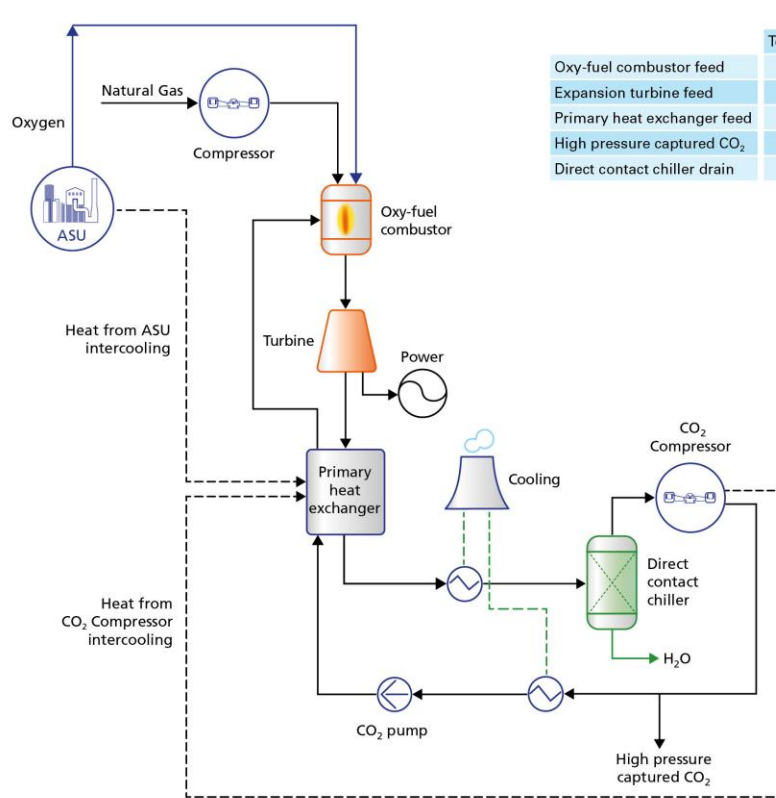 Te
Natural Gas
Oxygen
Compressor
ASU
Oxy-fuel
combustor
Oxy-fuel combustor feed
Expansion turbine feed
Primary heat exchanger feed
High pressure captured CO₂
Direct contact chiller drain
Heat from ASU
intercooling
Turbine
Power
Primary
heat
exchanger
Cooling
CO₂
Compressor
Direct
contact
chiller
H₂O
Heat from
CO₂ Compressor
intercooling
CO₂ pump
High pressure
captured CO₂